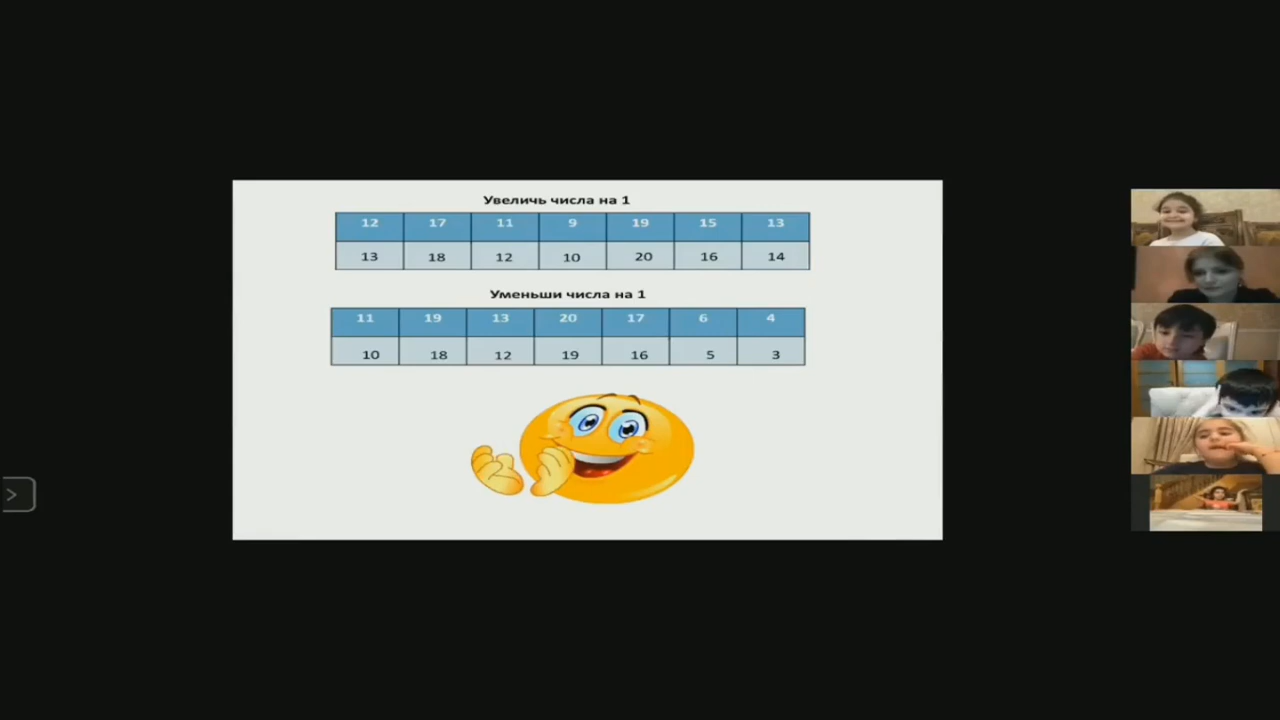 Увеличь числа на 1
12 17 11 9 19 15 13
13 18 12 10 20 16 14
Уменьши числа на 1
11 19 13 20 17 6 4
10 18 12 19 16 5 3